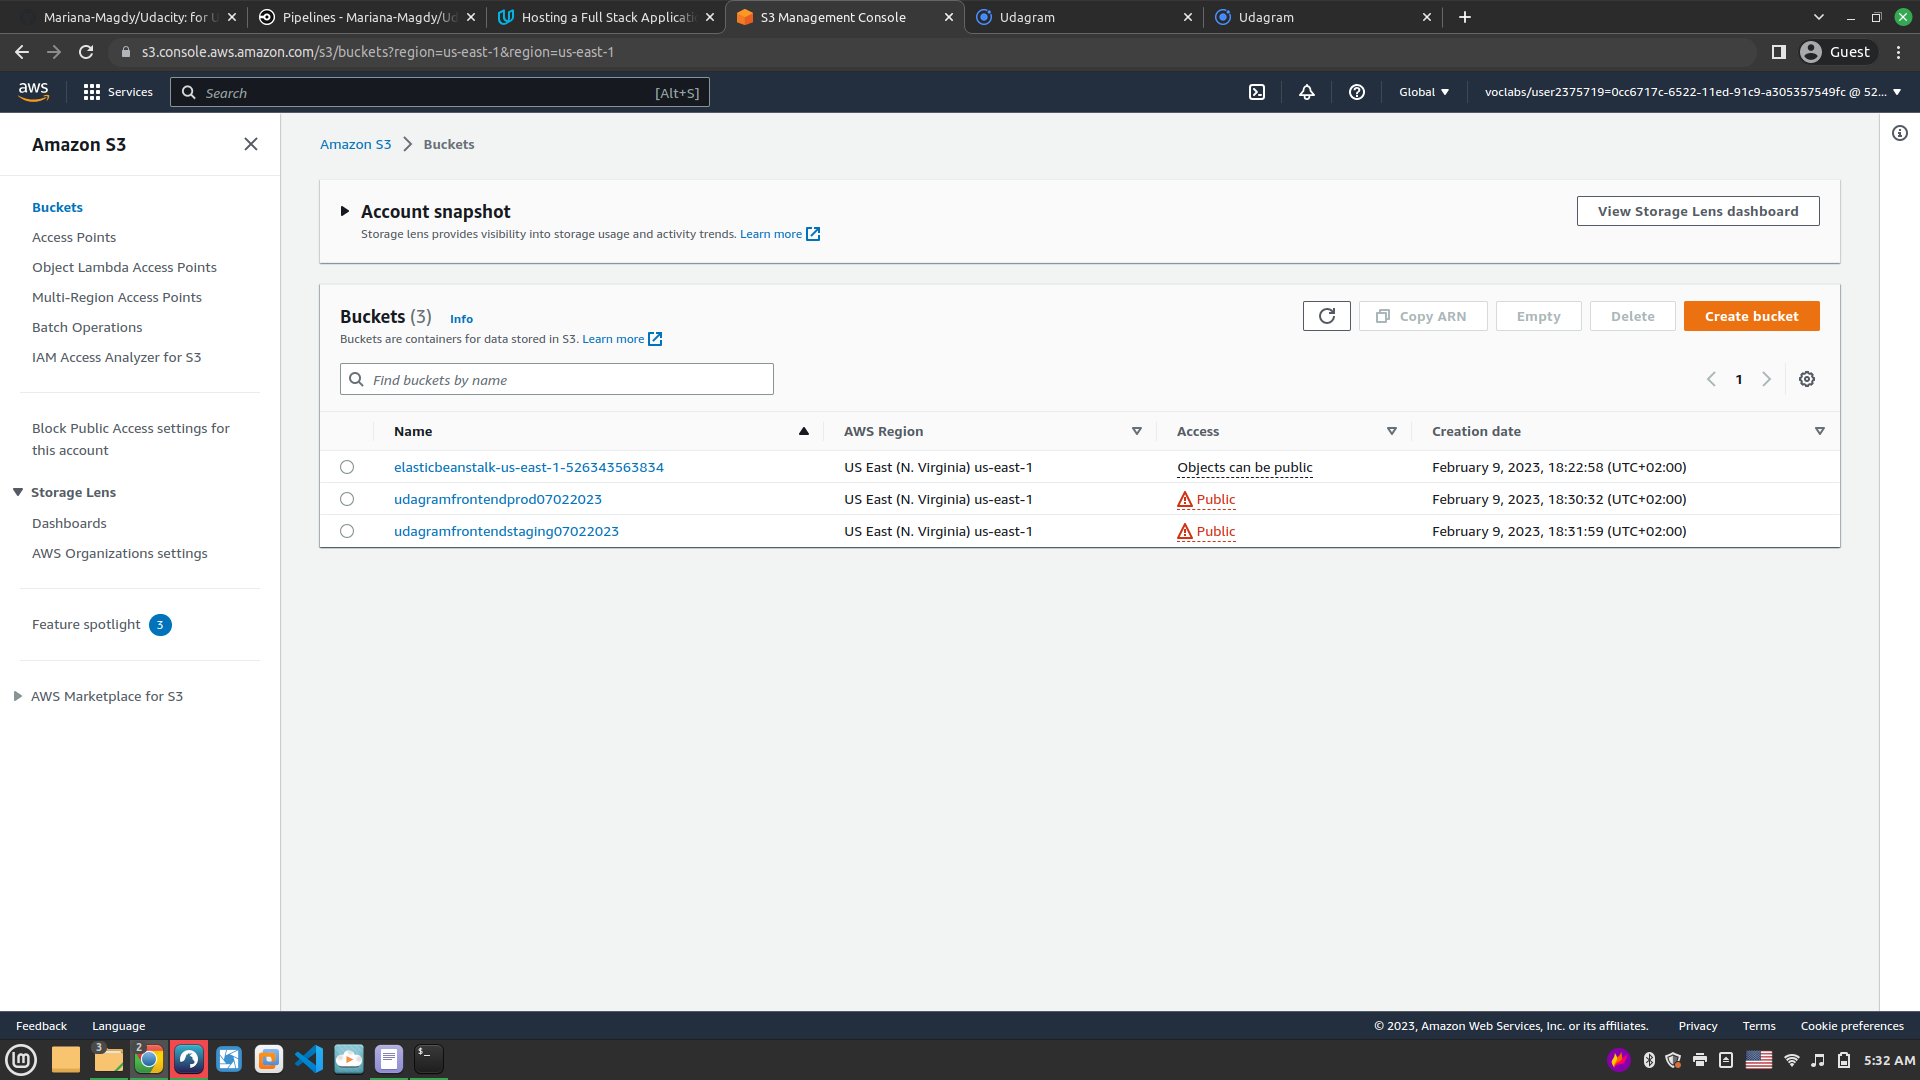 Mariana-Magdy/Udacity: for U
Pipelines - Mariana-Magdy/Ud
Hosting a Full Stack Applicati
S3 Management Console
Udagram
Udagram
s3.console.aws.amazon.com/s3/buckets?region=us-east-1&region=us-east-1
Guest
aws
Services
Search
[Alt+S]
Global
voclabs/user2375719=0cc6717c-6522-11ed-91c9-a305357549fc @ 52...
Amazon S3
Buckets
Access Points
Object Lambda Access Points
Multi-Region Access Points
Batch Operations
IAM Access Analyzer for S3
Block Public Access settings for
this account
Storage Lens
Dashboards
AWS Organizations settings
Feature spotlight 3
AWS Marketplace for S3
Amazon S3 Buckets
Account snapshot
Storage lens provides visibility into storage usage and activity trends. Learn more
View Storage Lens dashboard
Buckets (3) Info
Buckets are containers for data stored in S3. Learn more
Copy ARN
Empty
Delete
Create bucket
Find buckets by name
1
Name AWS Region Access Creation date
elasticbeanstalk-us-east-1-526343563834 US East (N. Virginia) us-east-1 Objects can be public February 9, 2023, 18:22:58 (UTC+02:00)
udagramfrontendprod07022023 US East (N. Virginia) us-east-1 Public February 9, 2023, 18:30:32 (UTC+02:00)
udagramfrontendstaging07022023 US East (N. Virginia) us-east-1 Public February 9, 2023, 18:31:59 (UTC+02:00)
Feedback Language
© 2023, Amazon Web Services, Inc. or its affiliates. Privacy Terms Cookie preferences
3
2
$_
5:32 AM